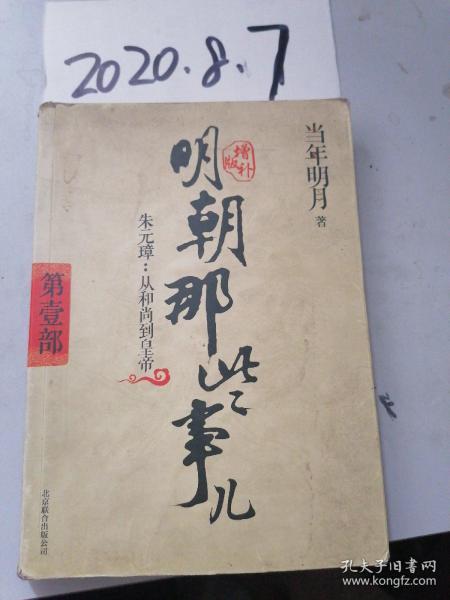 2020.8.7
当年明月 著
增补版
明朝那些事儿
朱元璋：从和尚到皇帝
第壹部
北京联合出版公司
孔夫子旧书网
www.kongfz.com